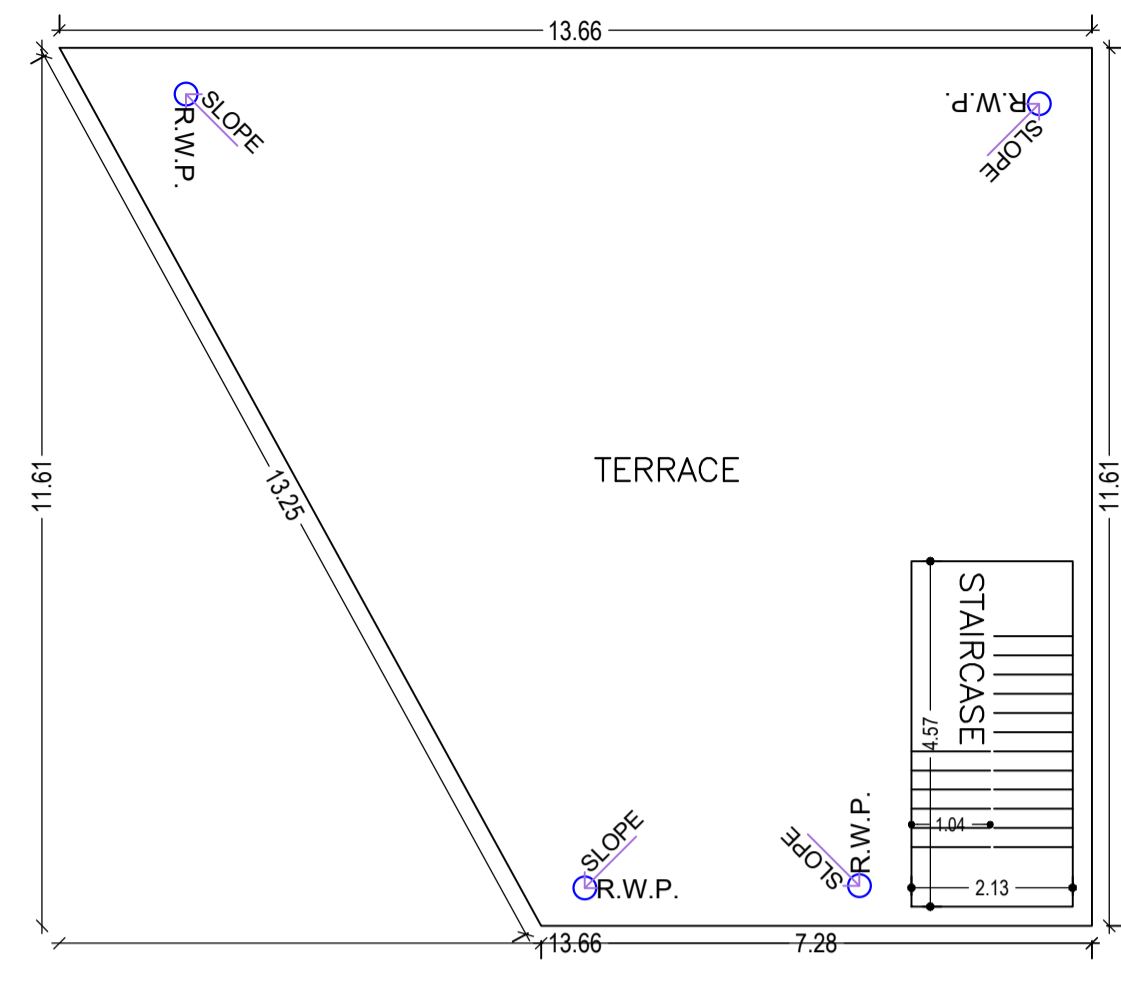 13.66
SLOPE
R.W.P.
R.W.P.
SLOPE
11.61
13.25
TERRACE
11.61
STAIRCASE
4.57
1.04
2.13
SLOPE
R.W.P.
SLOPE
R.W.P.
13.66
7.28